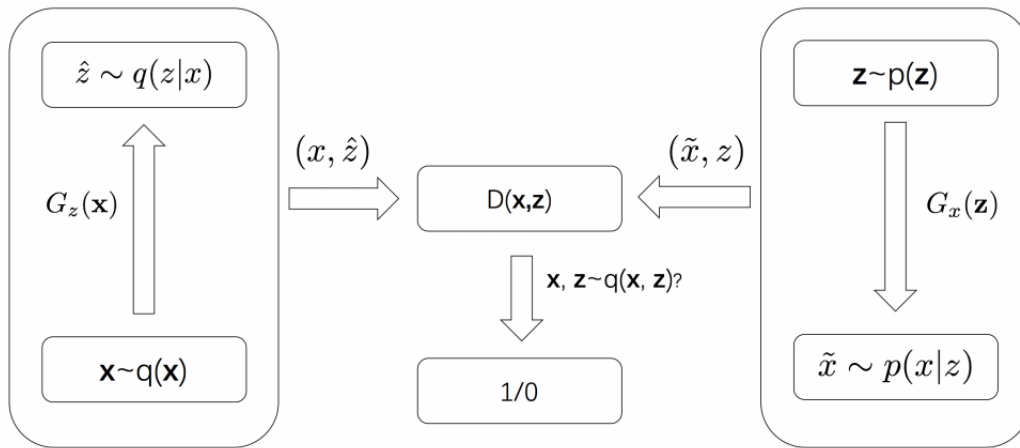 ẑ ∼ q(z|x)
G_z(x)
x~q(x)
(x, ẑ)
D(x,z)
x, z~q(x, z)?
1/0
(x̃, z)
z~p(z)
G_x(z)
x̃ ∼ p(x|z)